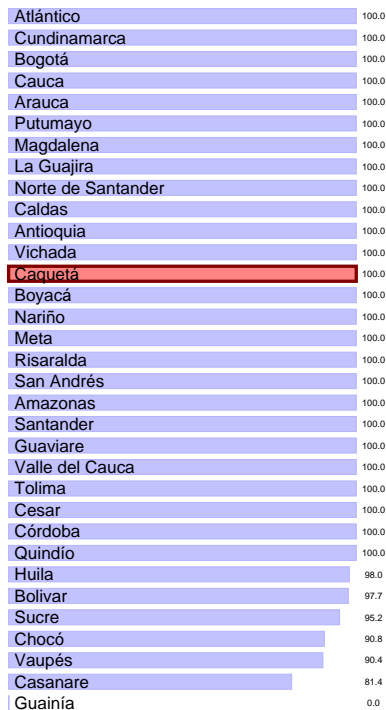 Atlántico 100.0
Cundinamarca 100.0
Bogotá 100.0
Cauca 100.0
Arauca 100.0
Putumayo 100.0
Magdalena 100.0
La Guajira 100.0
Norte de Santander 100.0
Caldas 100.0
Antioquia 100.0
Vichada 100.0
Caquetá 100.0
Boyacá 100.0
Nariño 100.0
Meta 100.0
Risaralda 100.0
San Andrés 100.0
Amazonas 100.0
Santander 100.0
Guaviare 100.0
Valle del Cauca 100.0
Tolima 100.0
Cesar 100.0
Córdoba 100.0
Quindío 100.0
Huila 98.0
Bolivar 97.7
Sucre 95.2
Chocó 90.8
Vaupés 90.4
Casanare 81.4
Guainía 0.0